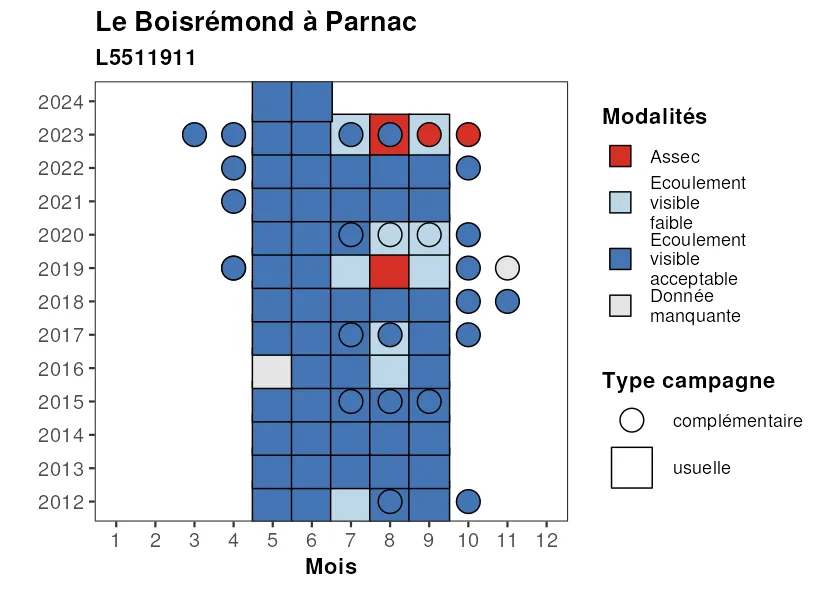 Le Boisrémond à Parnac
L5511911
2024
2023
2022
2021
2020
2019
2018
2017
2016
2015
2014
2013
2012
1 2 3 4 5 6 7 8 9 10 11 12
Mois
Modalités
Assec
Ecoulement
visible
faible
Ecoulement
visible
acceptable
Donnée
manquante
Type campagne
complémentaire
usuelle